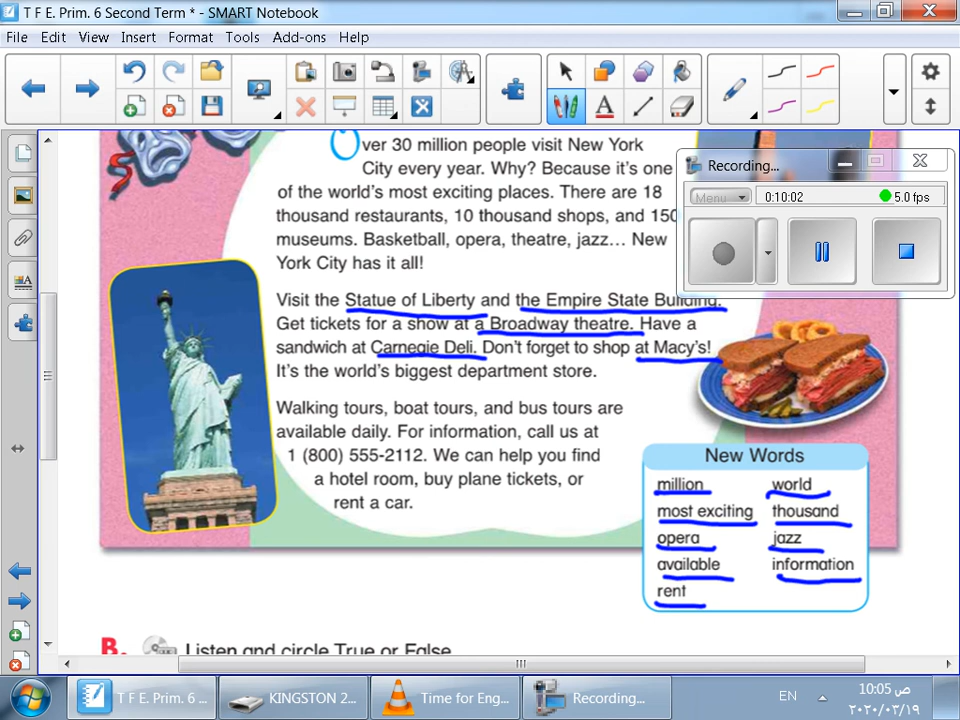 T F E. Prim. 6 Second Term * - SMART Notebook
File Edit View Insert Format Tools Add-ons Help
Over 30 million people visit New York
City every year. Why? Because it's one
of the world's most exciting places. There are 18
thousand restaurants, 10 thousand shops, and 150
museums. Basketball, opera, theatre, jazz... New
York City has it all!
Recording...
Menu
0:10:02
5.0 fps
Visit the Statue of Liberty and the Empire State Building.
Get tickets for a show at a Broadway theatre. Have a
sandwich at Carnegie Deli. Don't forget to shop at Macy's!
It's the world's biggest department store.
Walking tours, boat tours, and bus tours are
available daily. For information, call us at
1 (800) 555-2112. We can help you find
a hotel room, buy plane tickets, or
rent a car.
New Words
million world
most exciting thousand
opera jazz
available information
rent
B. Listen and circle True or False
T F E. Prim. 6 ...
KINGSTON 2...
Time for Eng...
Recording...
EN
10:05 ص
٢٠٢٠/٠٣/١٩